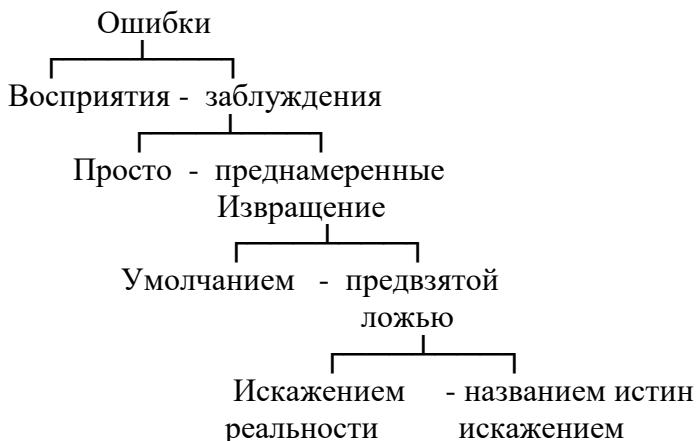 Ошибки
Восприятия - заблуждения
Просто - преднамеренные
Извращение
Умолчанием - предвзятой
ложью
Искажением - названием истин
реальности искажением